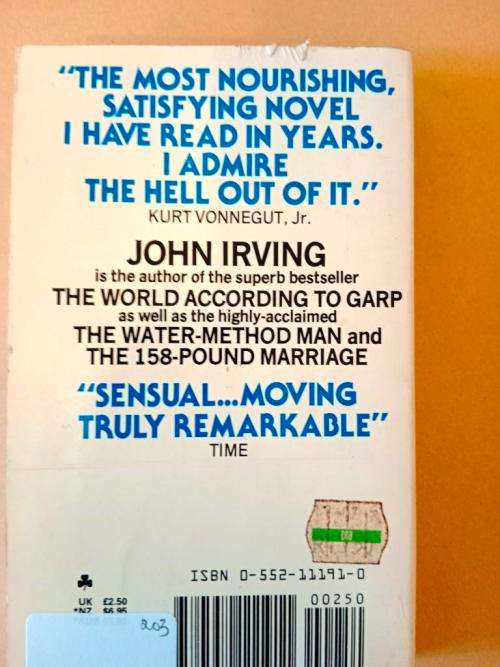 “THE MOST NOURISHING,
SATISFYING NOVEL
I HAVE READ IN YEARS.
I ADMIRE
THE HELL OUT OF IT.”
KURT VONNEGUT, Jr.
JOHN IRVING
is the author of the superb bestseller
THE WORLD ACCORDING TO GARP
as well as the highly-acclaimed
THE WATER-METHOD MAN and
THE 158-POUND MARRIAGE
“SENSUAL...MOVING
TRULY REMARKABLE”
TIME
ISBN 0-552-11191-0
UK £2.50
*NZ $6.95
00250
203